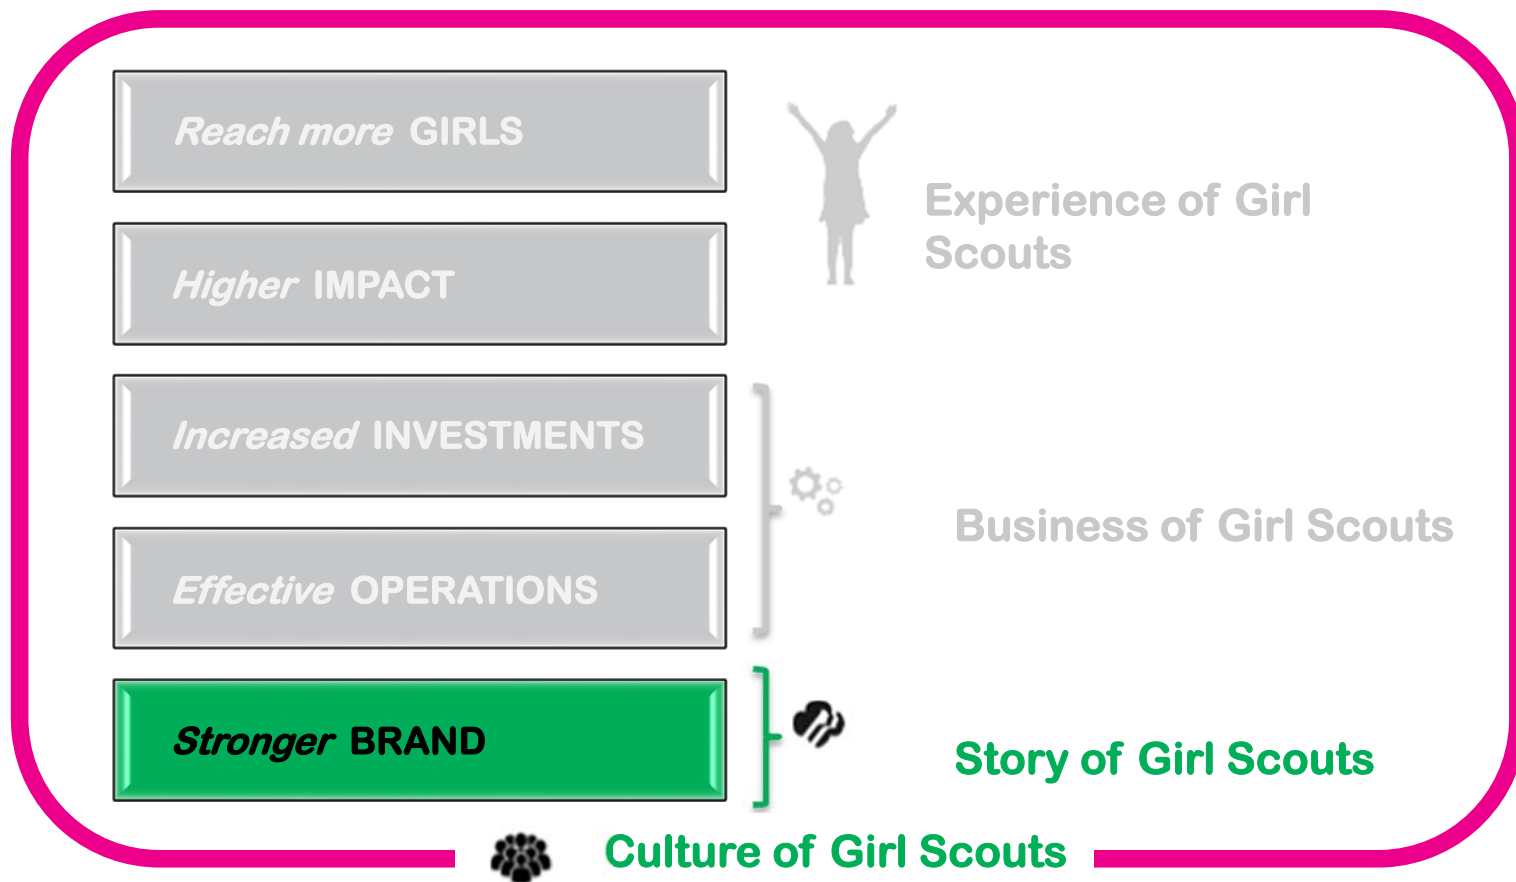 Reach more GIRLS
Experience of Girl
Scouts
Higher IMPACT
Increased INVESTMENTS
Business of Girl Scouts
Effective OPERATIONS
Stronger BRAND
Story of Girl Scouts
Culture of Girl Scouts